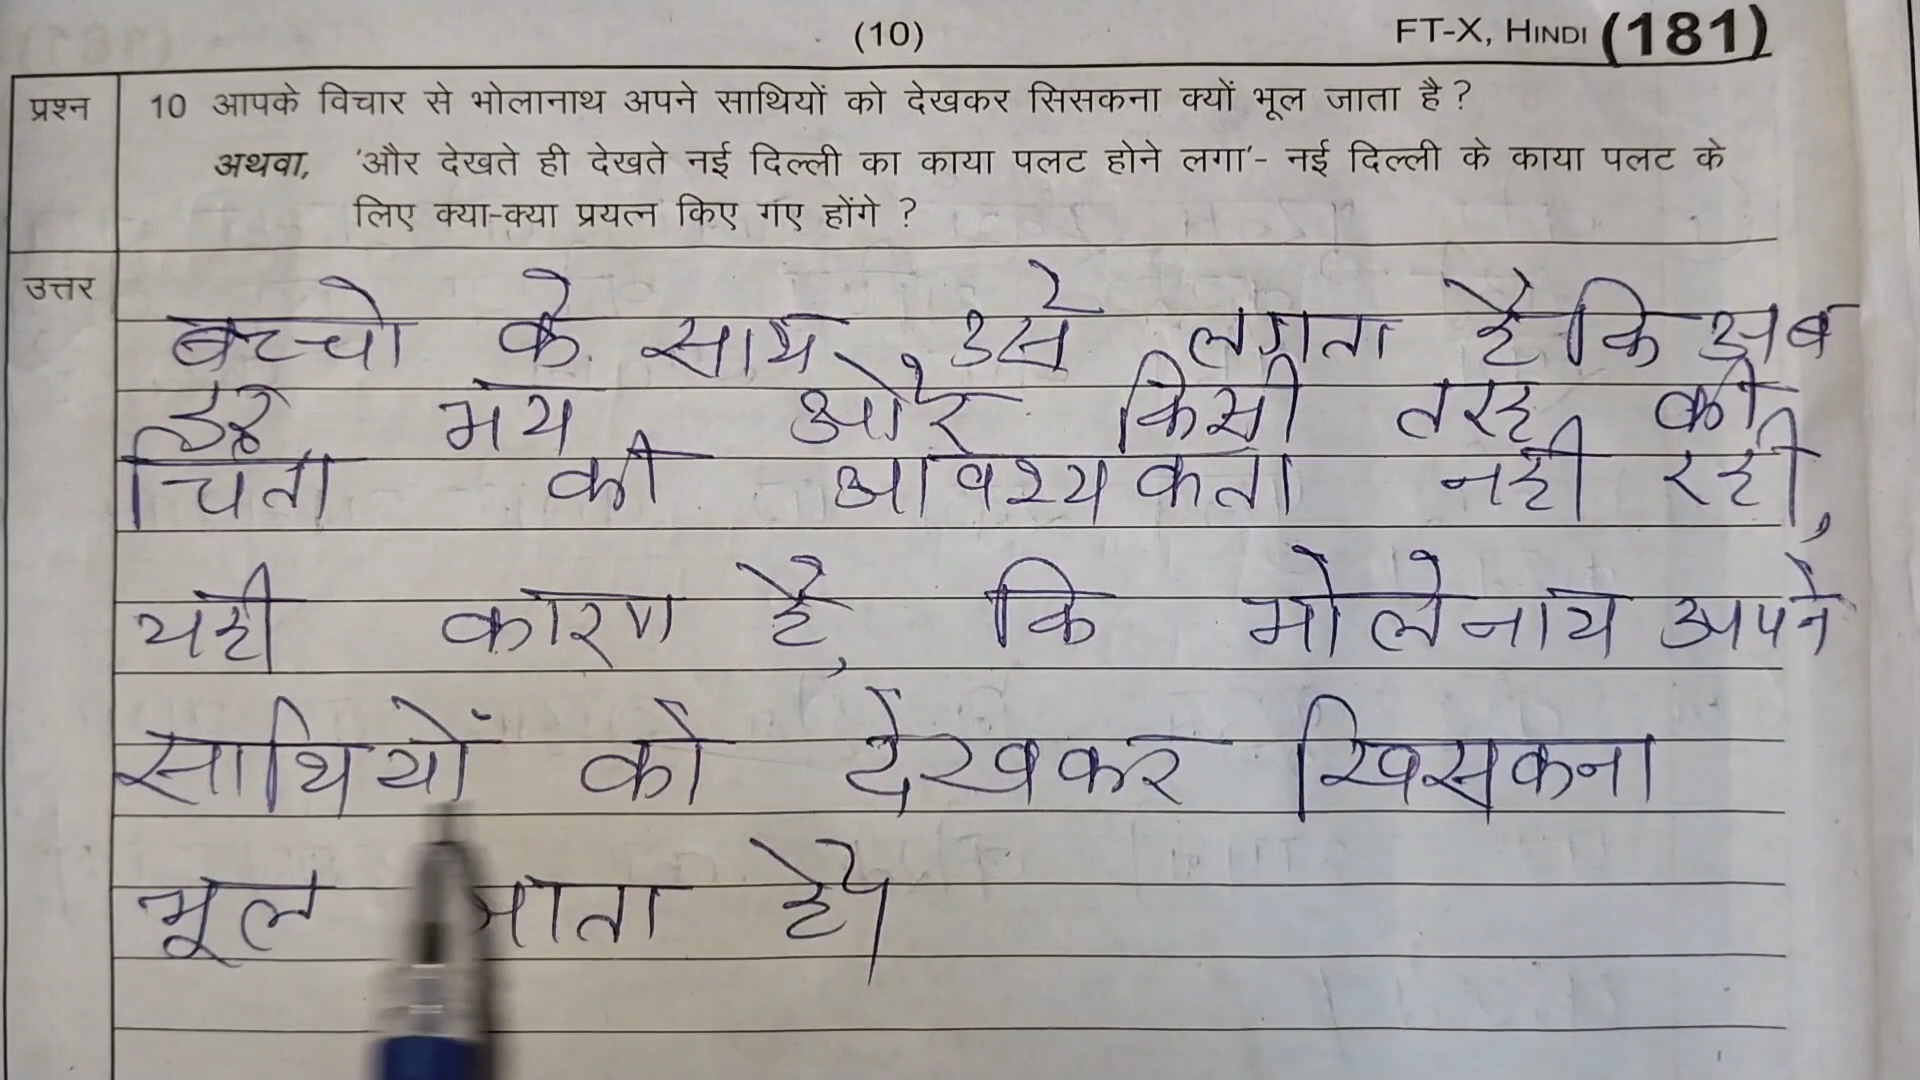 (10) FT-X, HINDI (181)
प्रश्न 10 आपके विचार से भोलानाथ अपने साथियों को देखकर सिसकना क्यों भूल जाता है ?
अथवा, 'और देखते ही देखते नई दिल्ली का काया पलट होने लगा'- नई दिल्ली के काया पलट के
लिए क्या-क्या प्रयत्न किए गए होंगे ?
उत्तर
बच्चो के साथ उसे लगता है कि अब
डर भय और किसी तरह की
चिता की आवश्यकता नही रही,
यही कारण है, कि भोलेनाथ अपने
साथियों को देखकर खिसकना
भूल जाता है।